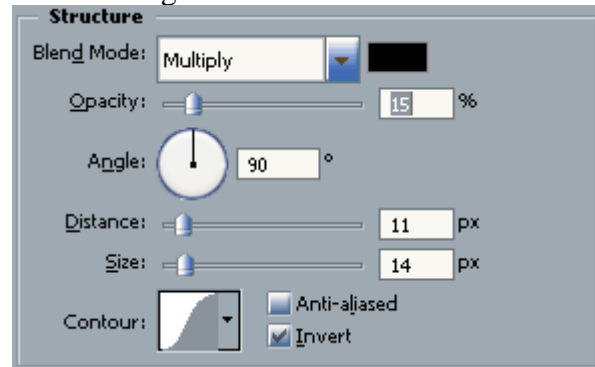 Structure
Blend Mode: Multiply
Opacity: 15 %
Angle: 90 °
Distance: 11 px
Size: 14 px
Contour: Anti-aliased
Invert